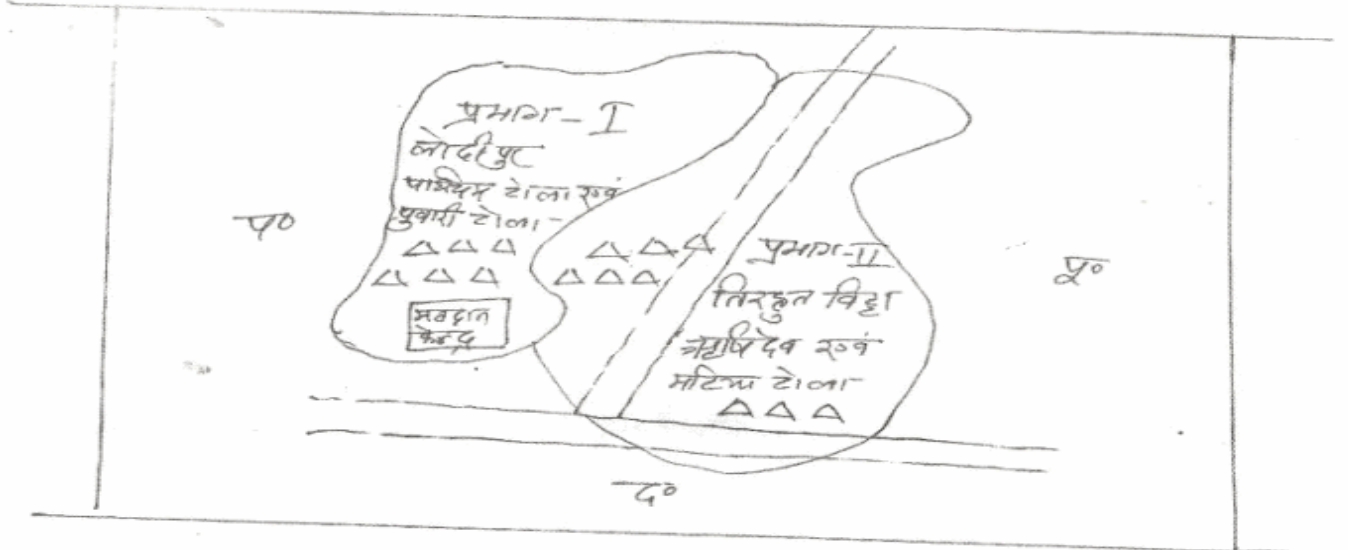 प्रभाग-I
लोदीपुर
पश्चिम टोला एवं
पुवारी टोला
मतदान
केन्द्र
प०
प्रभाग-II
तिरहुत विट्टा
ऋषिदेव एवं
मटिया टोला
पू०
द०